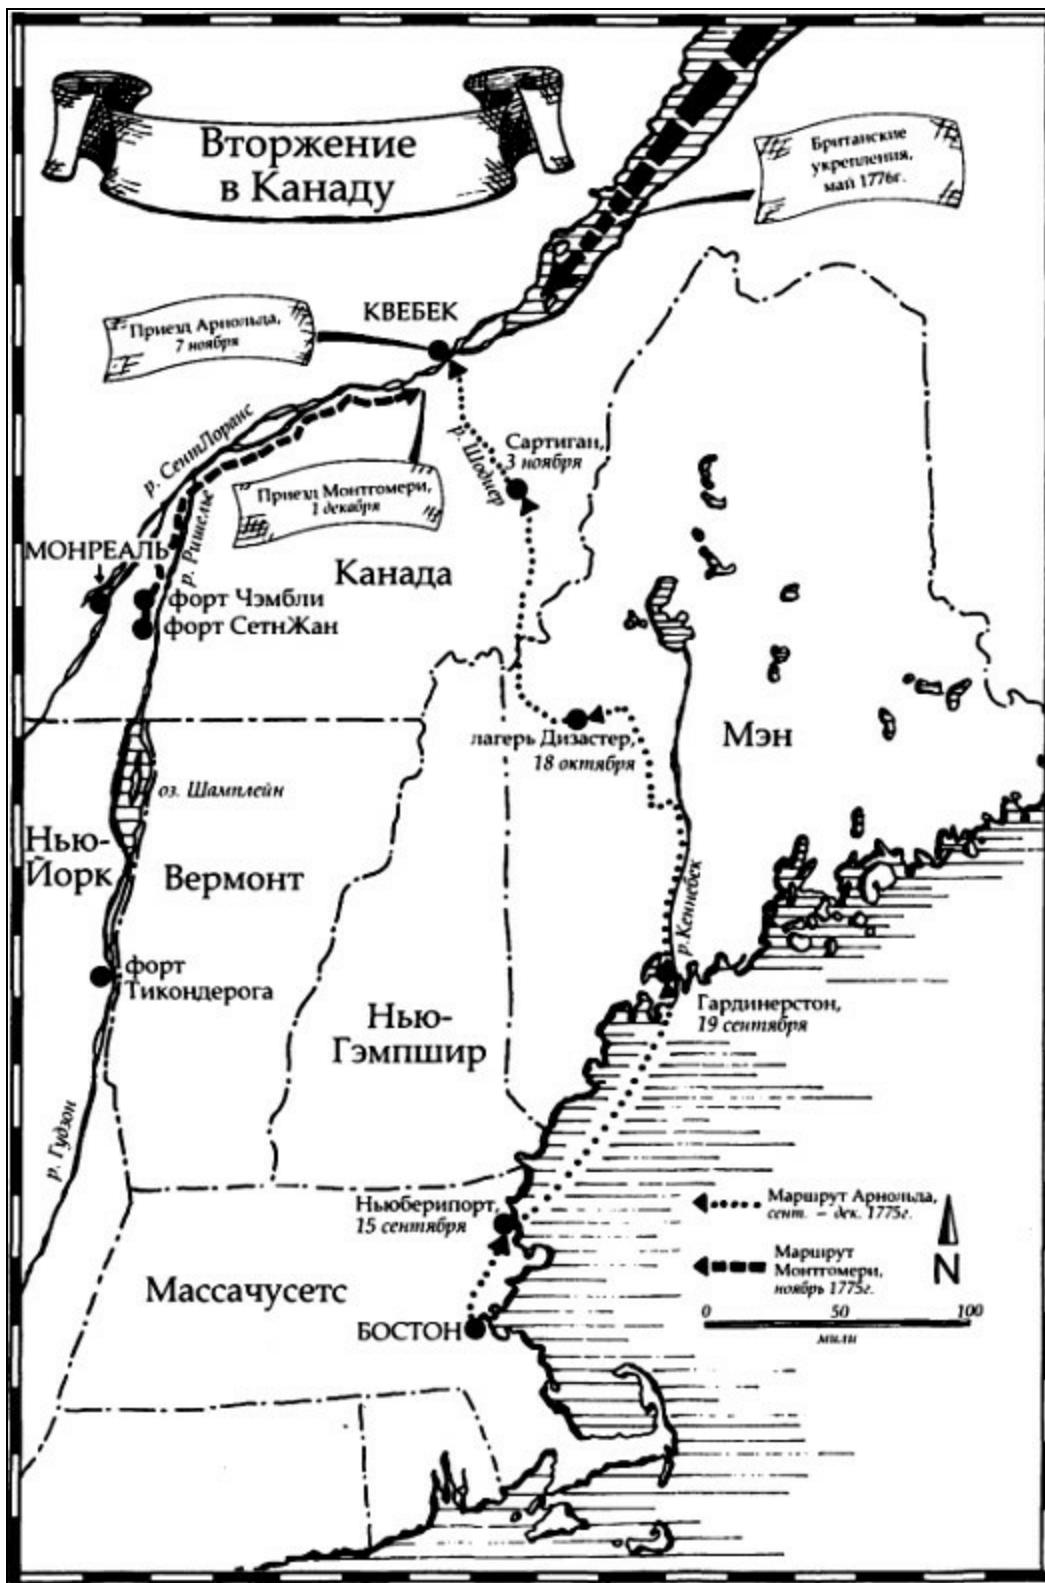 Вторжение
в Канаду
Британские
укрепления,
май 1776г.
КВЕБЕК
Приезд Арнольда,
7 ноября
р. СентЛоранс
р. Шодиер
Сартиган,
3 ноября
Приезд Монтгомери,
1 декабря
р. Ришелье
МОНРЕАЛЬ
Канада
форт Чэмбли
форт СетнЖан
лагерь Дизастер,
18 октября
Мэн
оз. Шамплейн
Нью-
Йорк
Вермонт
р.Кеннебек
форт
Тикондерога
Гардинерстон,
19 сентября
Нью-
Гэмпшир
р. Гудзон
Ньюберипорт,
15 сентября
Маршрут Арнольда,
сент. – дек. 1775г.
Маршрут
Монтгомери,
ноябрь 1775г.
N
Массачусетс
0 50 100
мили
БОСТОН